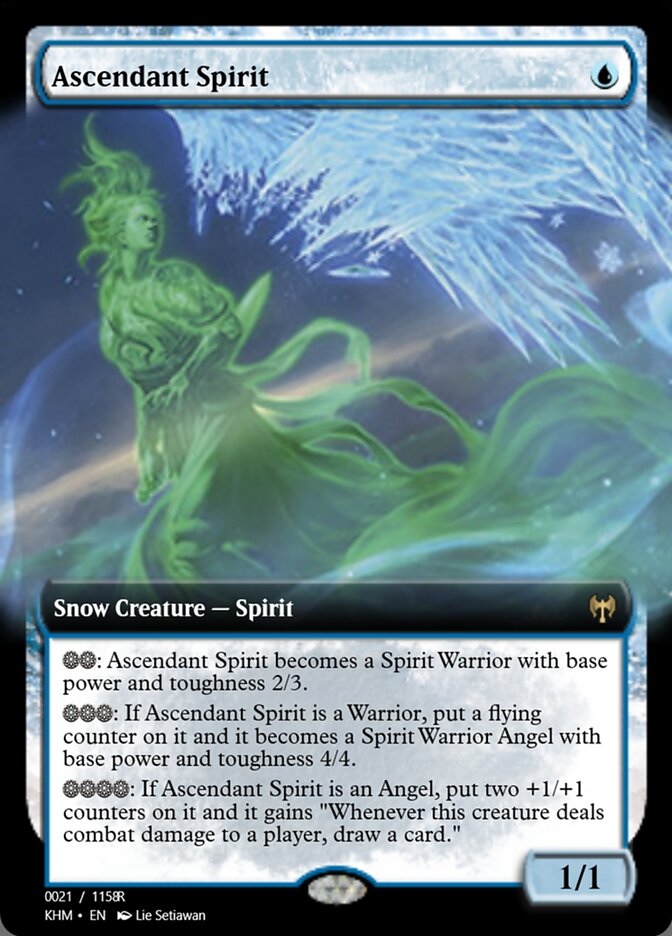 Ascendant Spirit
Snow Creature — Spirit
: Ascendant Spirit becomes a Spirit Warrior with base
power and toughness 2/3.
: If Ascendant Spirit is a Warrior, put a flying
counter on it and it becomes a Spirit Warrior Angel with
base power and toughness 4/4.
: If Ascendant Spirit is an Angel, put two +1/+1
counters on it and it gains "Whenever this creature deals
combat damage to a player, draw a card."
1/1
0021 / 1158R
KHM • EN Lie Setiawan